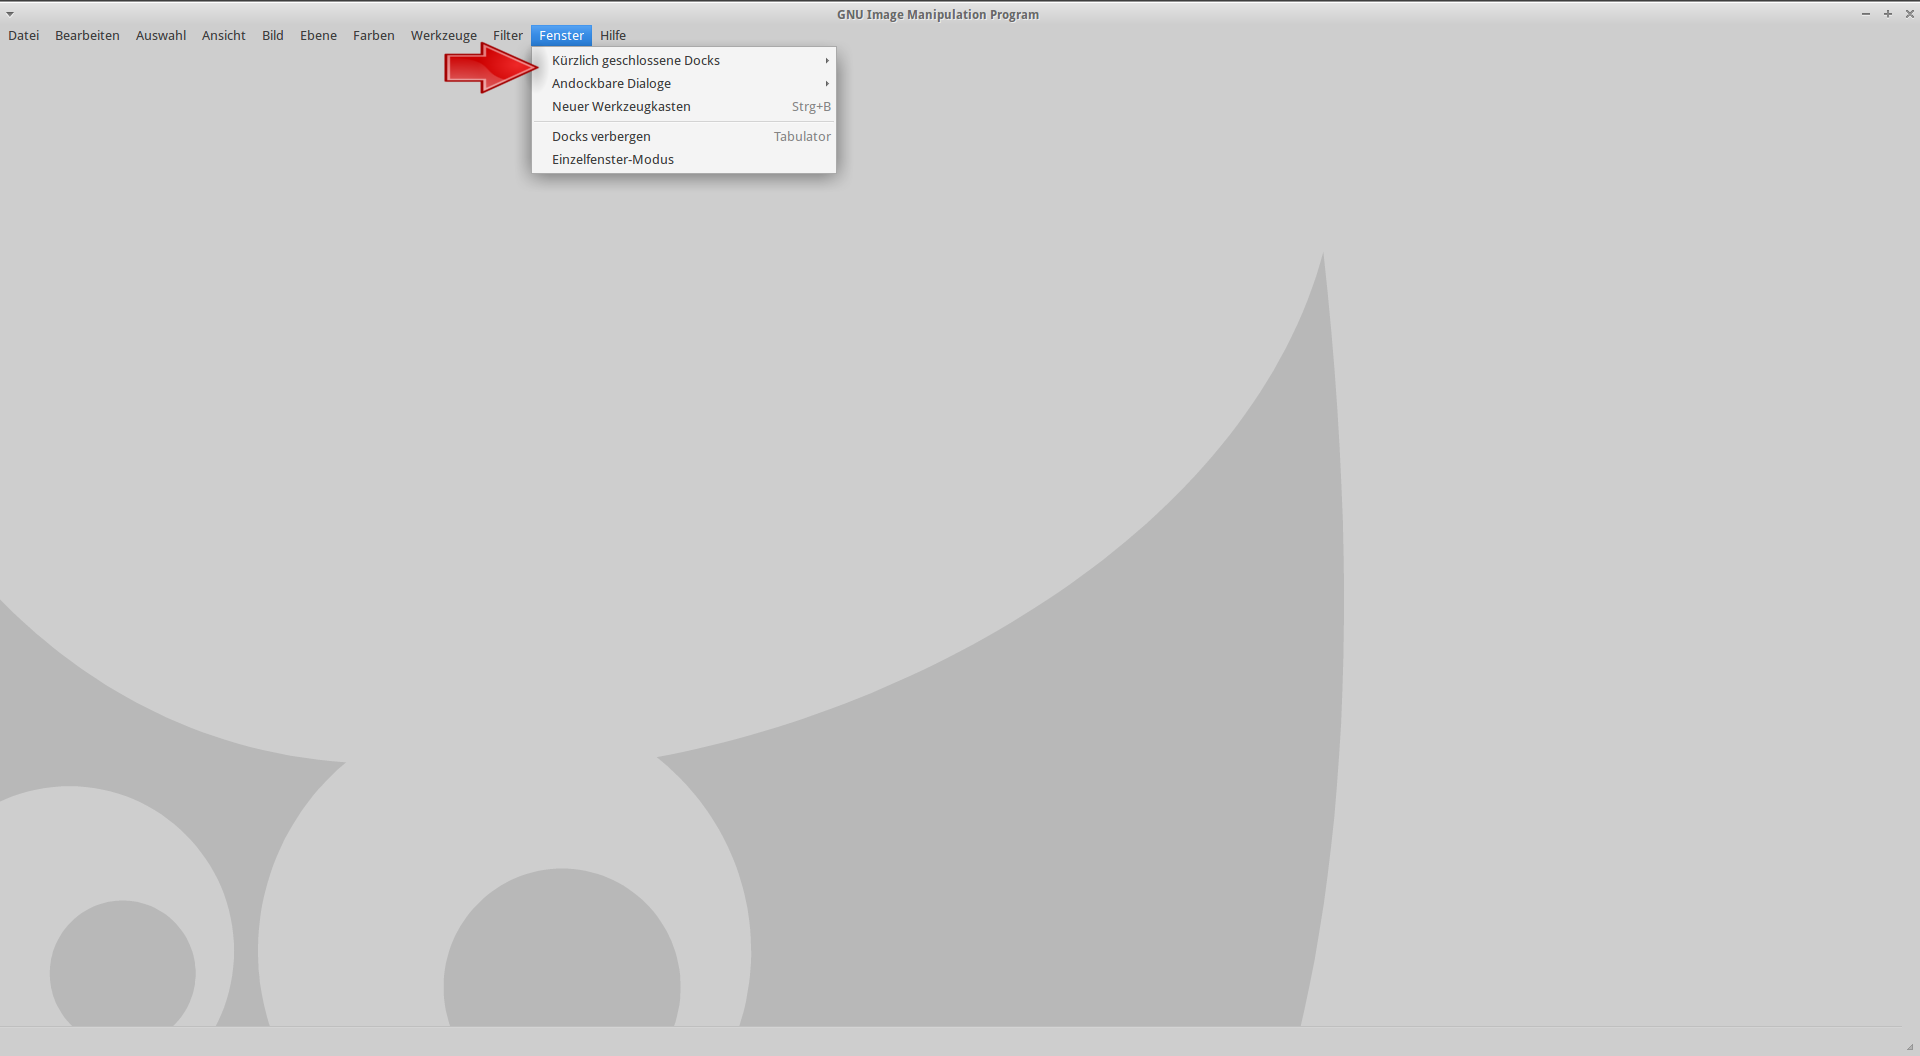 GNU Image Manipulation Program
Datei Bearbeiten Auswahl Ansicht Bild Ebene Farben Werkzeuge Filter Fenster Hilfe
Kürzlich geschlossene Docks
Andockbare Dialoge
Neuer Werkzeugkasten Strg+B
Docks verbergen Tabulator
Einzelfenster-Modus